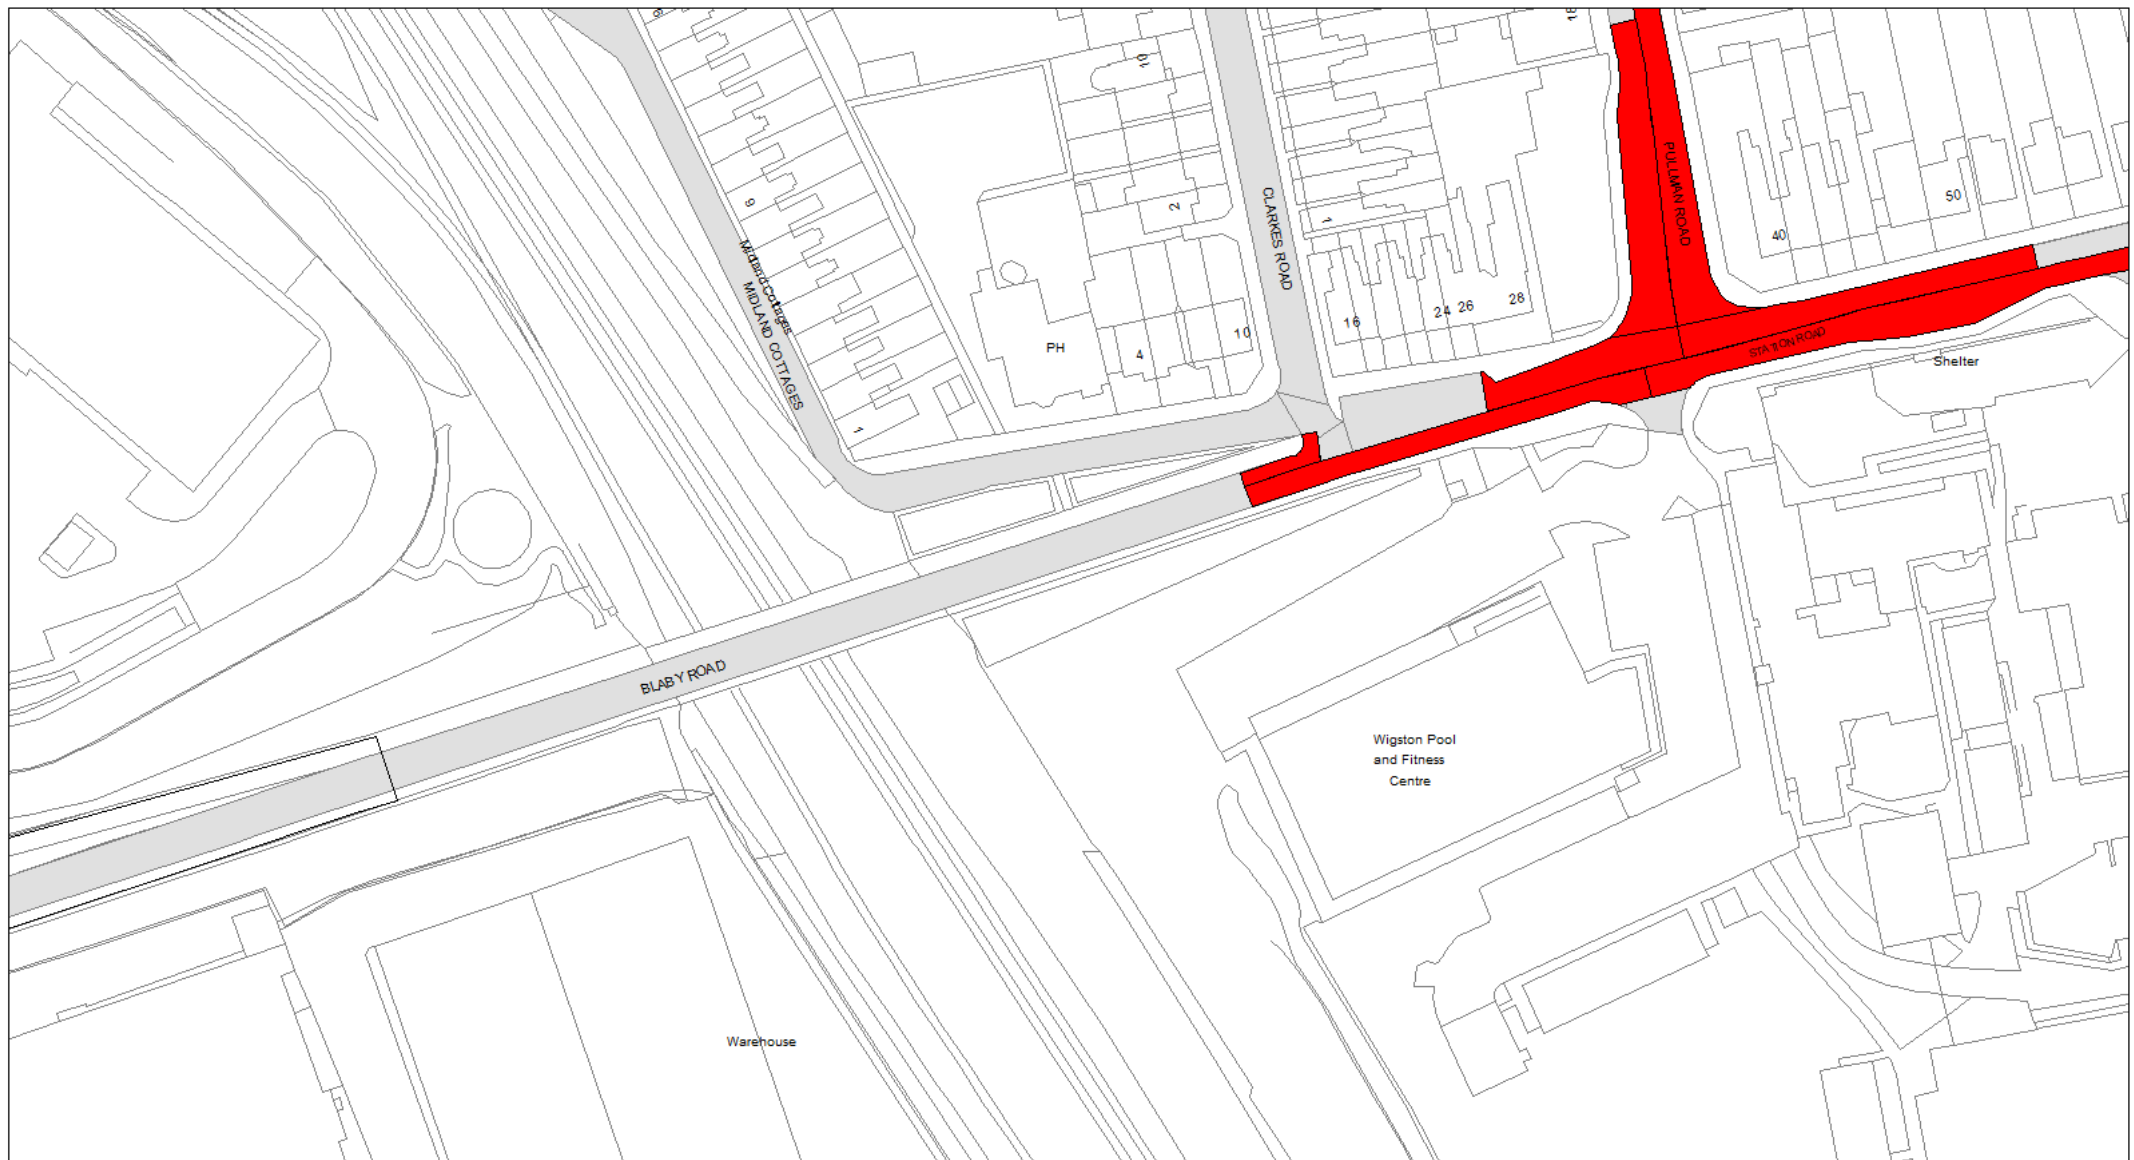 10
2
CLARKES ROAD
1
PULLMAN ROAD
50
40
9
Midland Cottages
MIDLAND COTTAGES
16
24
26
28
10
4
PH
STATION ROAD
Shelter
1
BLABY ROAD
Wigston Pool
and Fitness
Centre
Warehouse